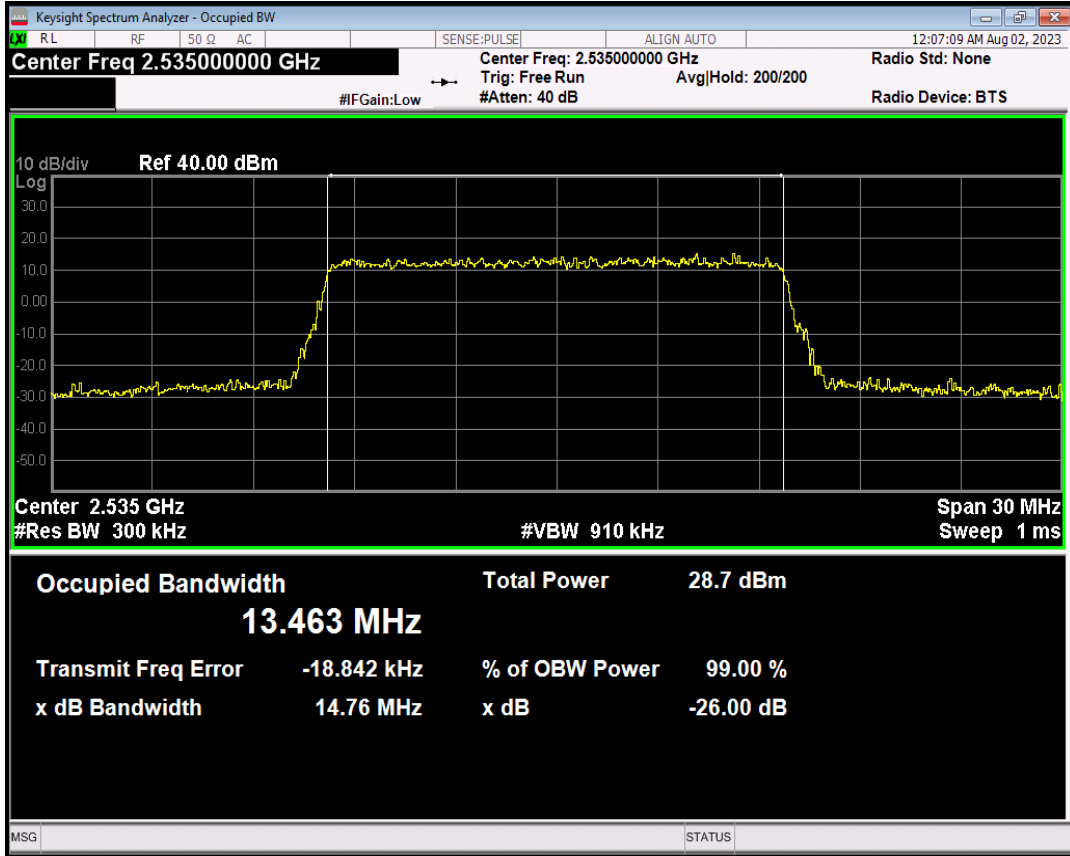 Keysight Spectrum Analyzer - Occupied BW
LXI RL RF 50 Ω AC SENSE:PULSE ALIGN AUTO 12:07:09 AM Aug 02, 2023
Center Freq 2.535000000 GHz
Center Freq: 2.535000000 GHz
Radio Std: None
Trig: Free Run Avg|Hold: 200/200
#IFGain:Low
#Atten: 40 dB
Radio Device: BTS
10 dB/div Ref 40.00 dBm
Log
30.0
20.0
10.0
0.00
-10.0
-20.0
-30.0
-40.0
-50.0
Center 2.535 GHz Span 30 MHz
#Res BW 300 kHz #VBW 910 kHz Sweep 1 ms
Occupied Bandwidth Total Power 28.7 dBm
13.463 MHz
Transmit Freq Error -18.842 kHz % of OBW Power 99.00 %
x dB Bandwidth 14.76 MHz x dB -26.00 dB
MSG STATUS